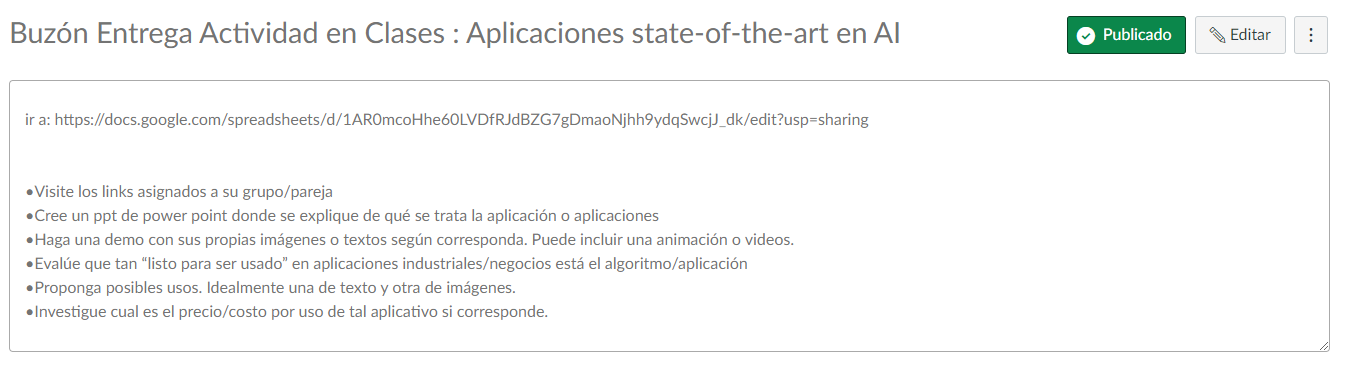 Buzón Entrega Actividad en Clases : Aplicaciones state-of-the-art en AI
Publicado
Editar
ir a: https://docs.google.com/spreadsheets/d/1AR0mcoHhe60LVDfRJdBZG7gDmaoNjhh9ydqSwcjJ_dk/edit?usp=sharing
•Visite los links asignados a su grupo/pareja
•Cree un ppt de power point donde se explique de qué se trata la aplicación o aplicaciones
•Haga una demo con sus propias imágenes o textos según corresponda. Puede incluir una animación o videos.
•Evalúe que tan “listo para ser usado” en aplicaciones industriales/negocios está el algoritmo/aplicación
•Proponga posibles usos. Idealmente una de texto y otra de imágenes.
•Investigue cual es el precio/costo por uso de tal aplicativo si corresponde.